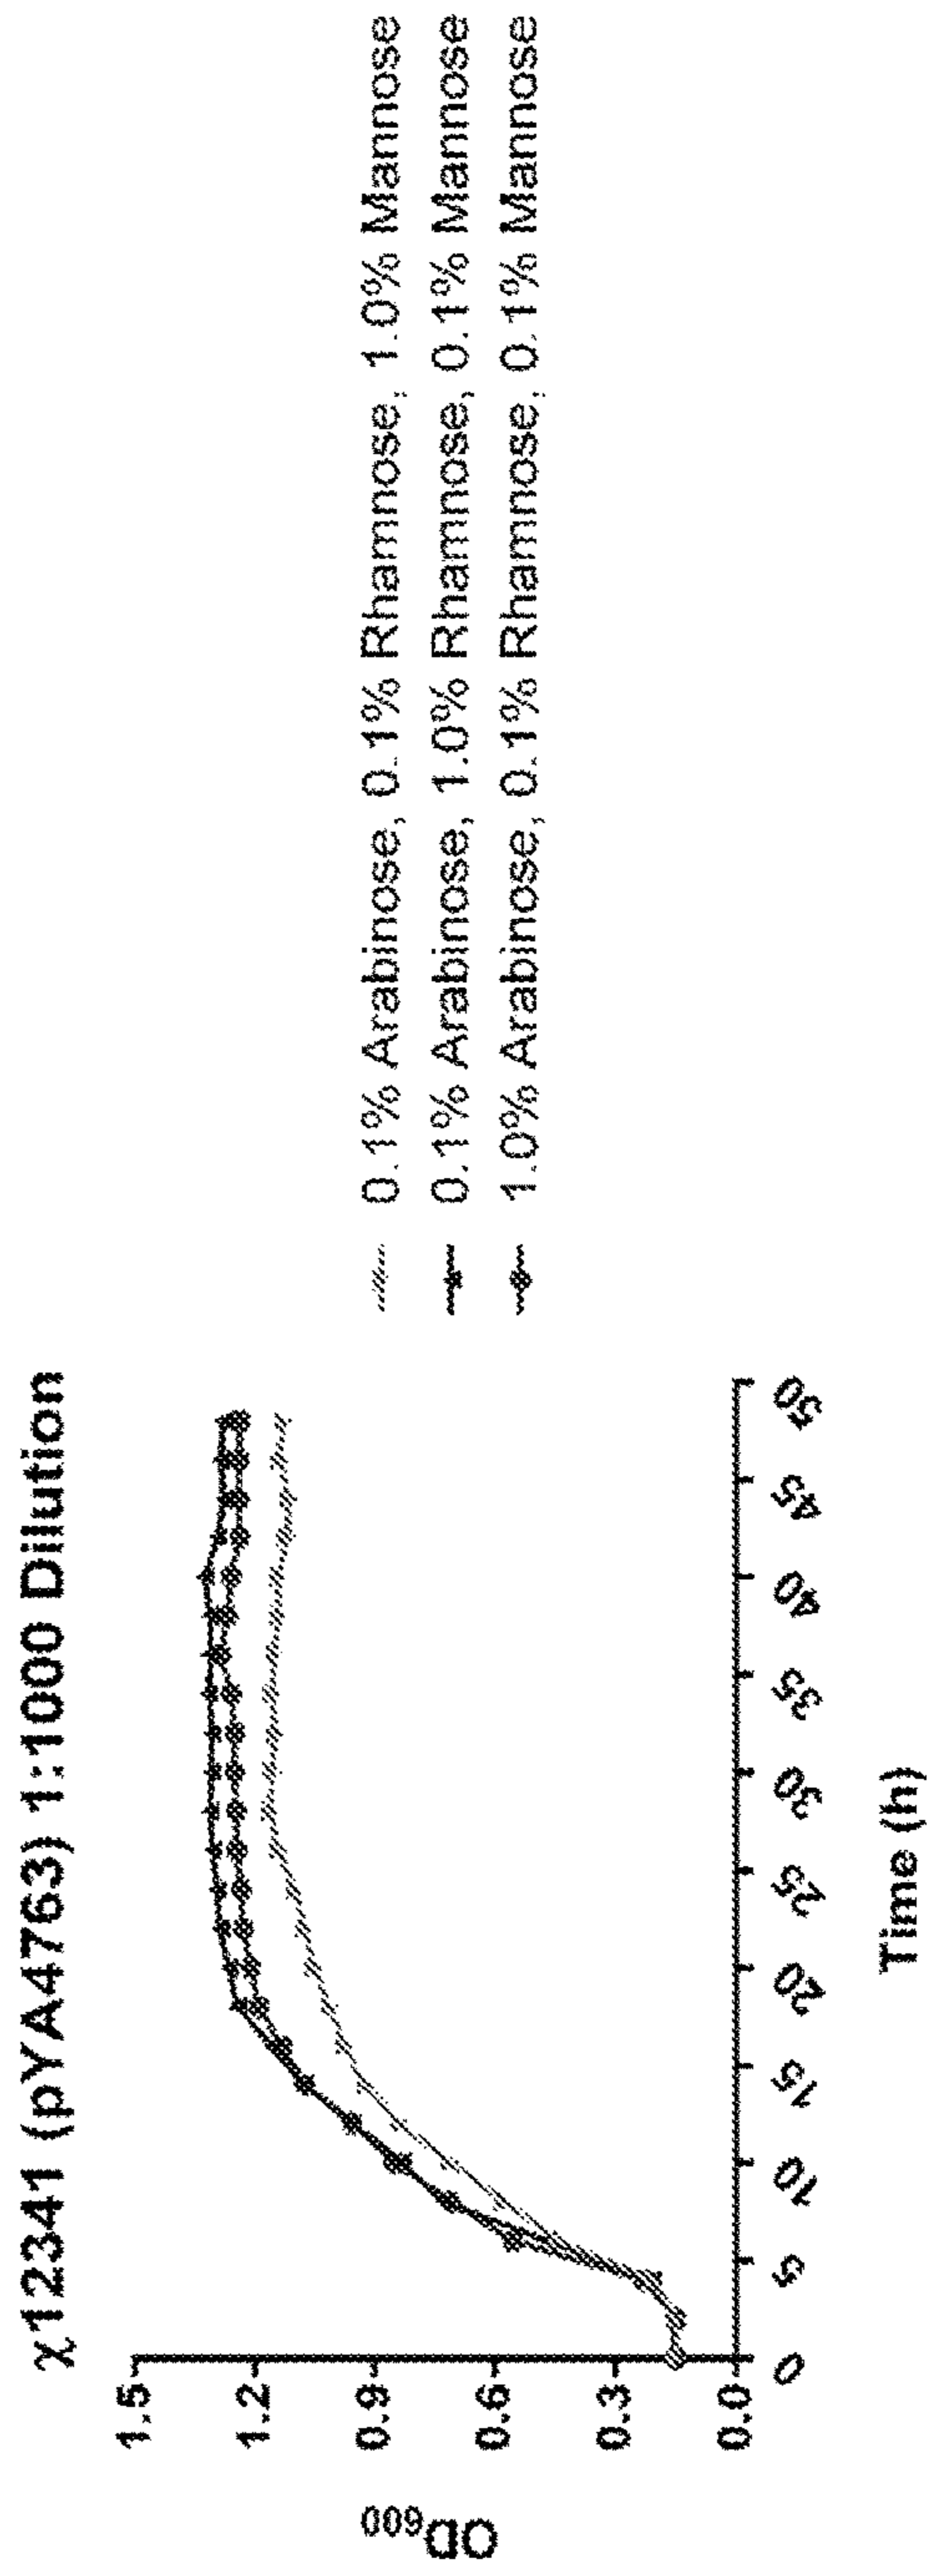 χ12341 (pYA4763) 1:1000 Dilution
OD600
1.5
1.2
0.9
0.6
0.3
0.0
0 5 10 15 20 25 30 35 40 45 50
Time (h)
0.1% Arabinose, 0.1% Rhamnose, 1.0% Mannose
0.1% Arabinose, 1.0% Rhamnose, 0.1% Mannose
1.0% Arabinose, 0.1% Rhamnose, 0.1% Mannose